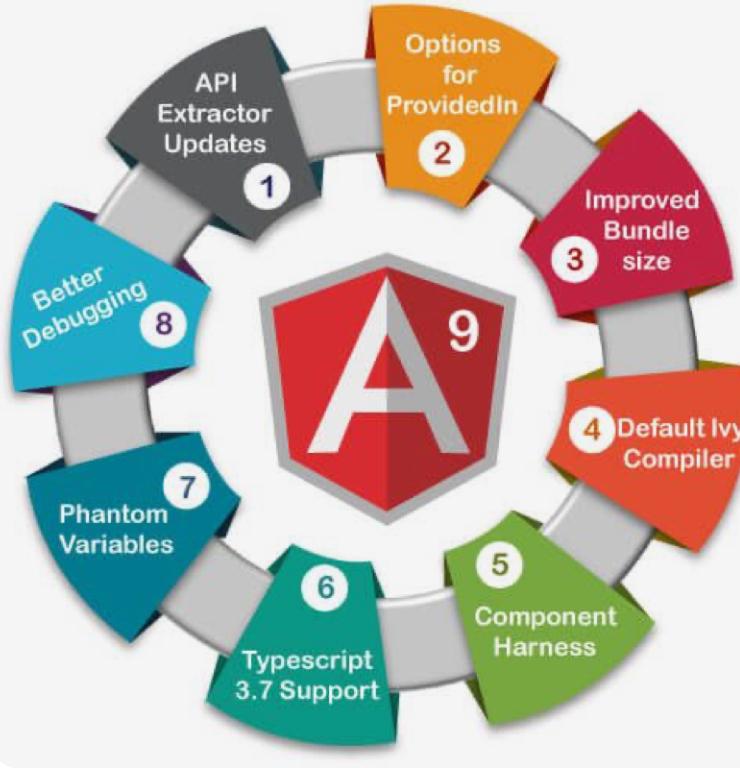 API
Extractor
Updates
1
Options
for
ProvidedIn
2
Improved
Bundle
size
3
4
Default Ivy
Compiler
5
Component
Harness
6
Typescript
3.7 Support
7
Phantom
Variables
Better
Debugging
8
A
9